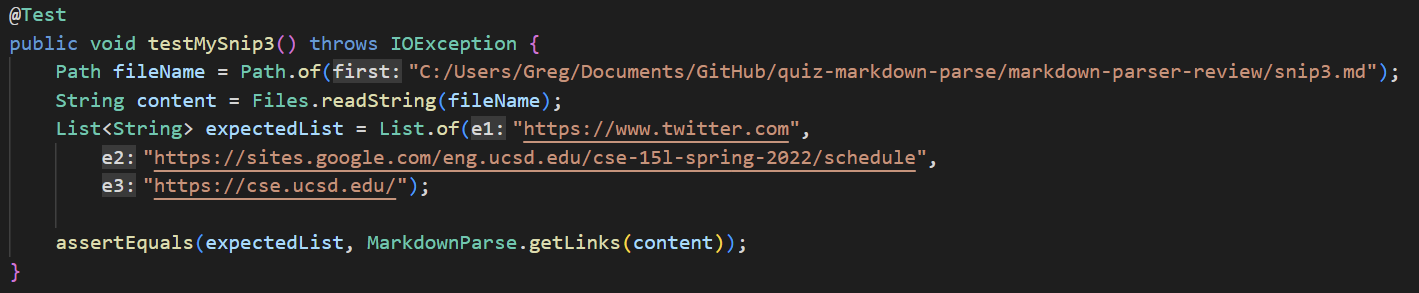 @Test
public void testMySnip3() throws IOException {
Path fileName = Path.of(first: "C:/Users/Greg/Documents/GitHub/quiz-markdown-parse/markdown-parser-review/snip3.md");
String content = Files.readString(fileName);
List<String> expectedList = List.of(e1: "https://www.twitter.com",
e2: "https://sites.google.com/eng.ucsd.edu/cse-15l-spring-2022/schedule",
e3: "https://cse.ucsd.edu/");
assertEquals(expectedList, MarkdownParse.getLinks(content));
}